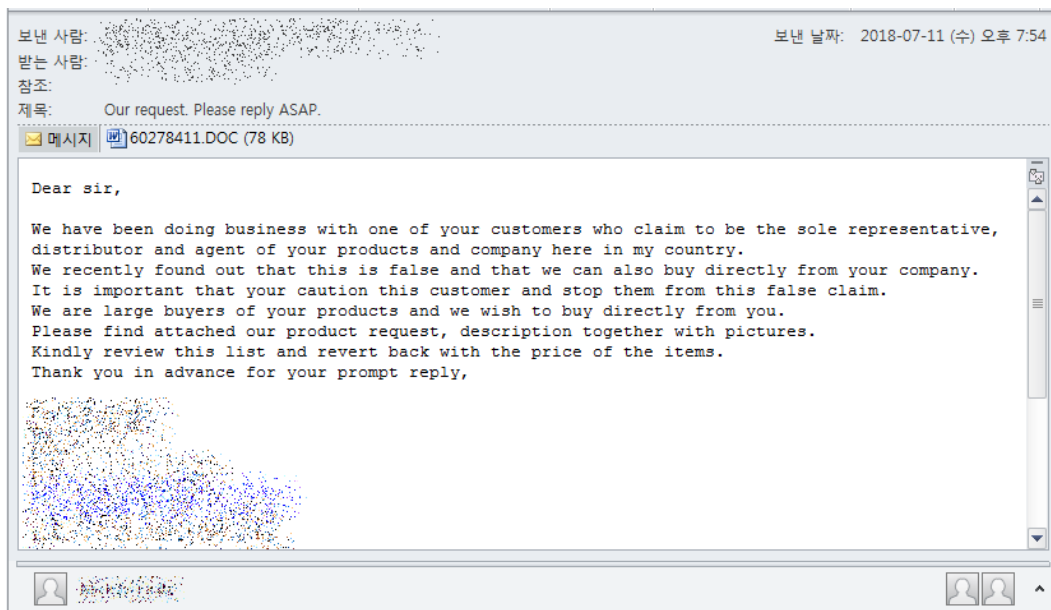 보낸 사람:
보낸 날짜: 2018-07-11 (수) 오후 7:54
받는 사람:
참조:
제목: Our request. Please reply ASAP.
메시지 60278411.DOC (78 KB)
Dear sir,
We have been doing business with one of your customers who claim to be the sole representative,
distributor and agent of your products and company here in my country.
We recently found out that this is false and that we can also buy directly from your company.
It is important that your caution this customer and stop them from this false claim.
We are large buyers of your products and we wish to buy directly from you.
Please find attached our product request, description together with pictures.
Kindly review this list and revert back with the price of the items.
Thank you in advance for your prompt reply,